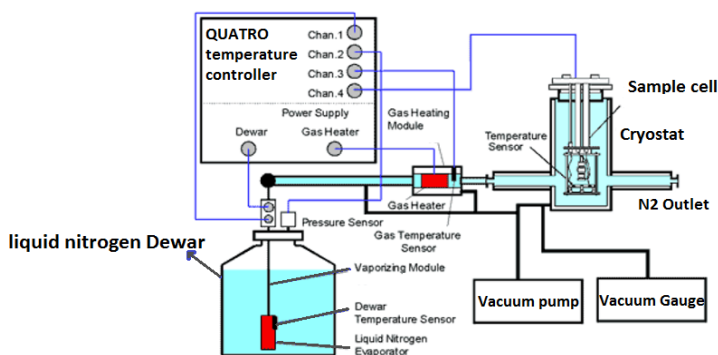 QUATRO
temperature
controller
Chan.1
Chan.2
Chan.3
Chan.4
Power Supply
Dewar
Gas Heater
Gas Heating
Module
Sample cell
Cryostat
Temperature
Sensor
N2 Outlet
Gas Heater
Gas Temperature
Sensor
Pressure Sensor
liquid nitrogen Dewar
Vaporizing Module
Dewar
Temperature Sensor
Liquid Nitrogen
Evaporator
Vacuum pump
Vacuum Gauge